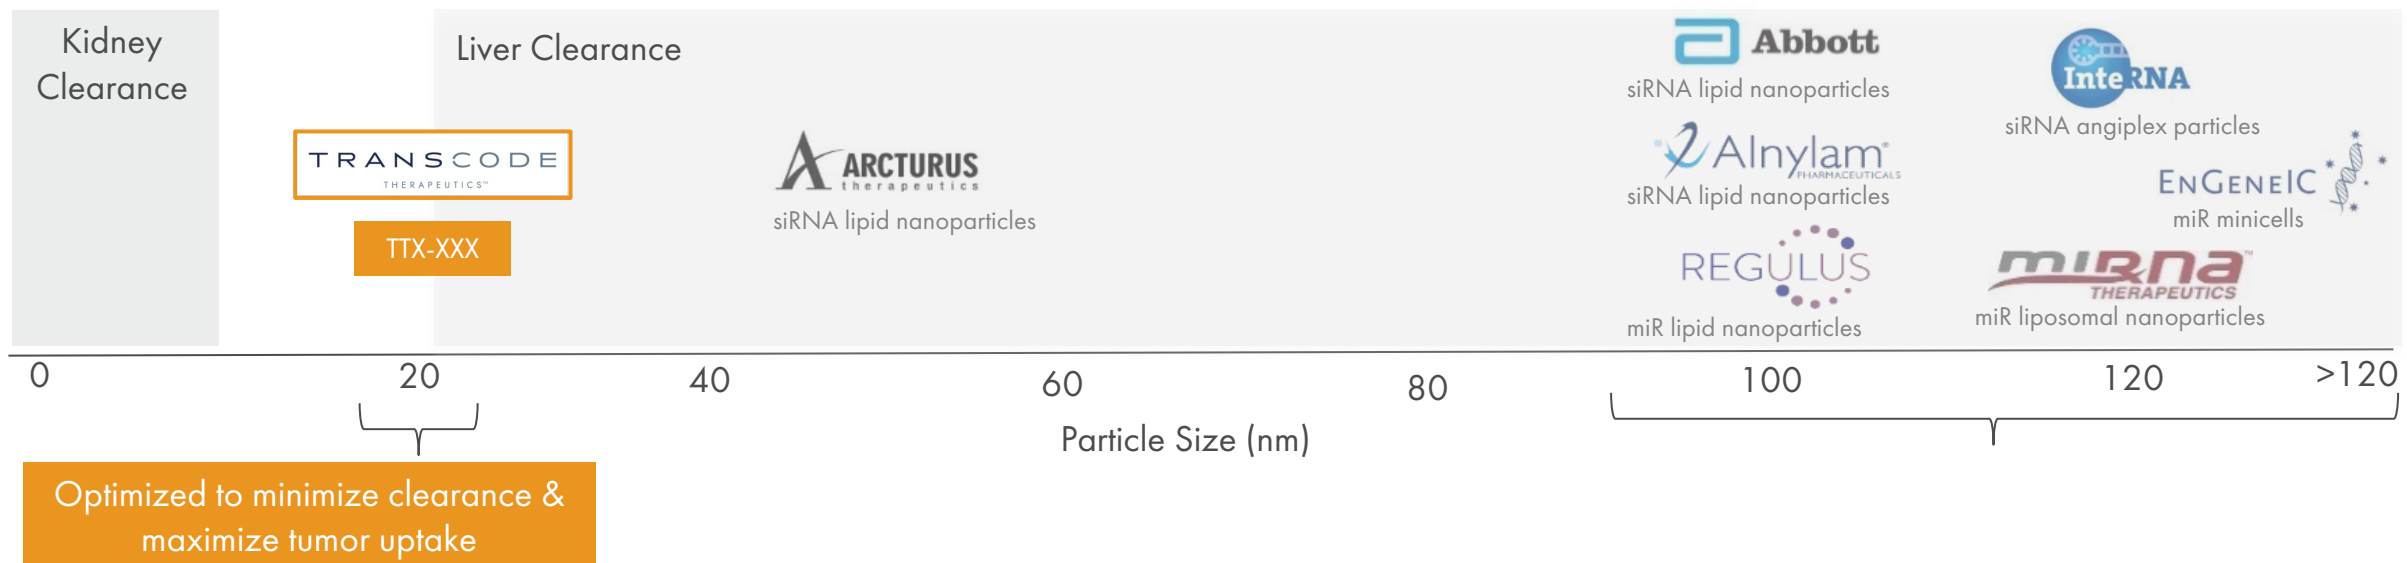 Kidney
Clearance
Liver Clearance
TRANSCODE
THERAPEUTICS™
TTX-XXX
ARCTURUS
therapeutics
siRNA lipid nanoparticles
Abbott
siRNA lipid nanoparticles
Alnylam®
PHARMACEUTICALS
siRNA lipid nanoparticles
REGULUS
miR lipid nanoparticles
InteRNA
siRNA angiplex particles
ENGENEIC
miR minicells
miRna™
THERAPEUTICS
miR liposomal nanoparticles
0 20 40 60 80 100 120 >120
Particle Size (nm)
Optimized to minimize clearance &
maximize tumor uptake